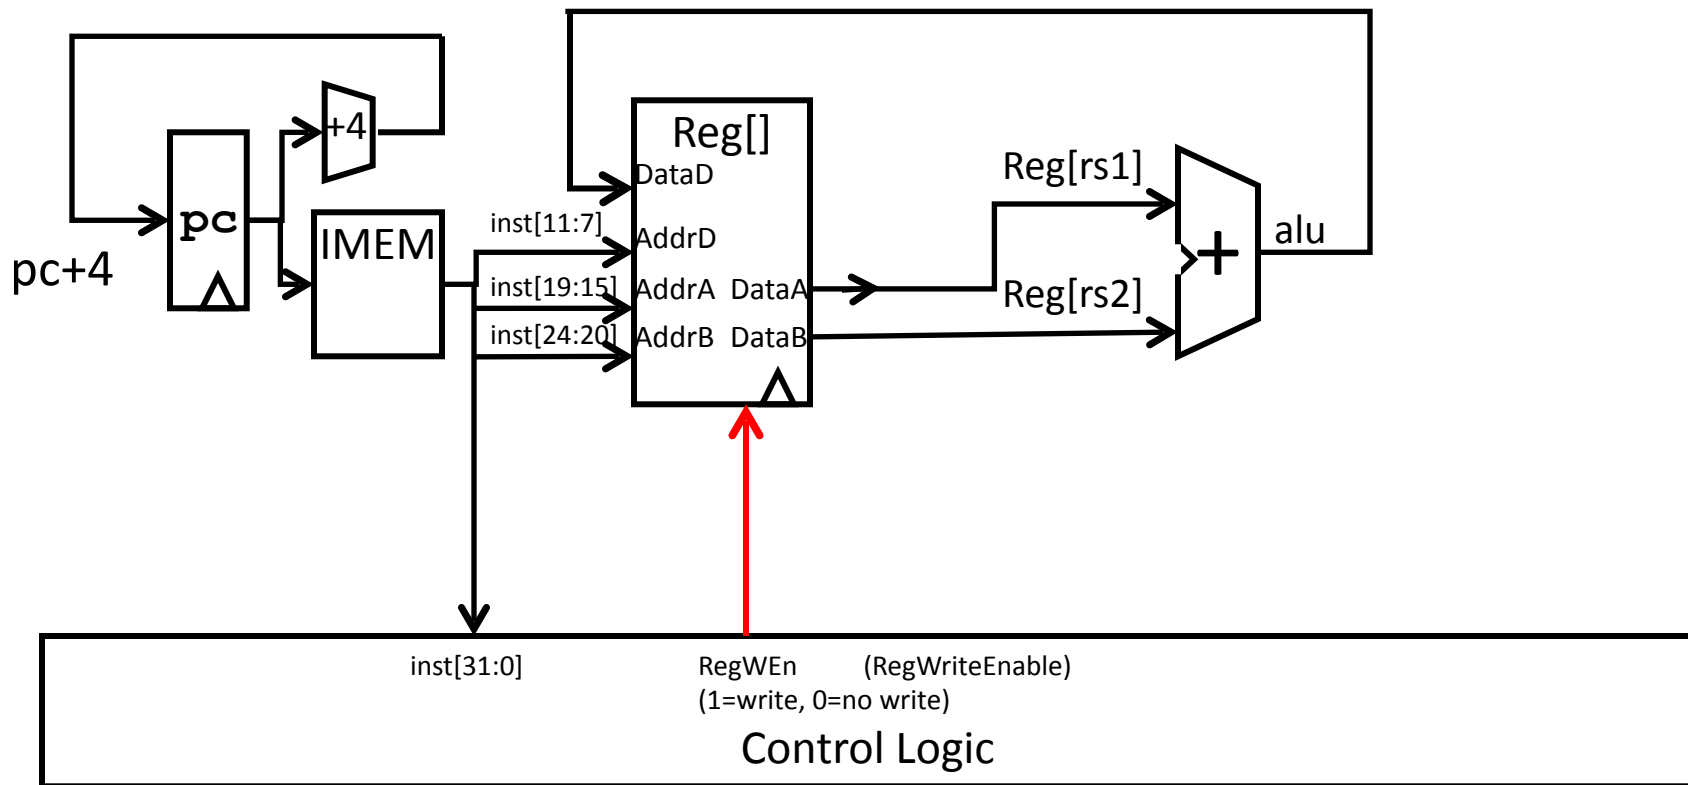 +4
Reg[]
DataD
Reg[rs1]
pc
inst[11:7]
IMEM
AddrD
+
alu
pc+4
inst[19:15]
AddrA DataA
Reg[rs2]
inst[24:20]
AddrB DataB
inst[31:0]
RegWEn (RegWriteEnable)
(1=write, 0=no write)
Control Logic